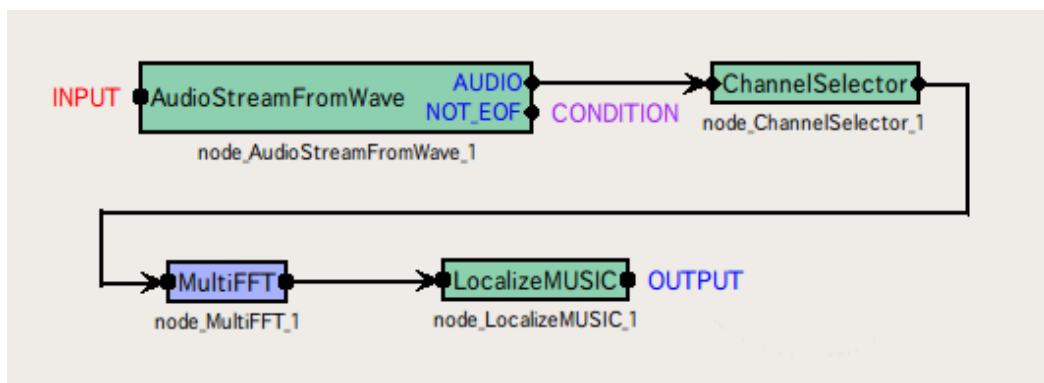 INPUT
AudioStreamFromWave
AUDIO
NOT_EOF
CONDITION
node_AudioStreamFromWave_1
ChannelSelector
node_ChannelSelector_1
MultiFFT
node_MultiFFT_1
LocalizeMUSIC
OUTPUT
node_LocalizeMUSIC_1